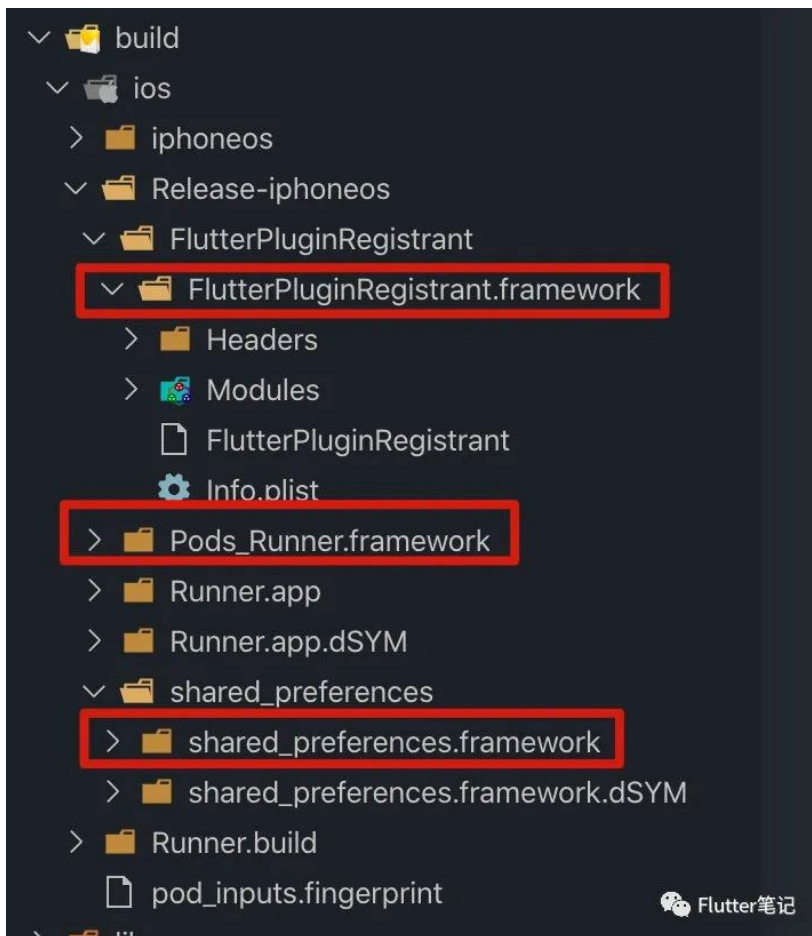 build
ios
iphoneos
Release-iphoneos
FlutterPluginRegistrant
FlutterPluginRegistrant.framework
Headers
Modules
FlutterPluginRegistrant
Info.plist
Pods_Runner.framework
Runner.app
Runner.app.dSYM
shared_preferences
shared_preferences.framework
shared_preferences.framework.dSYM
Runner.build
pod_inputs.fingerprint
Flutter笔记